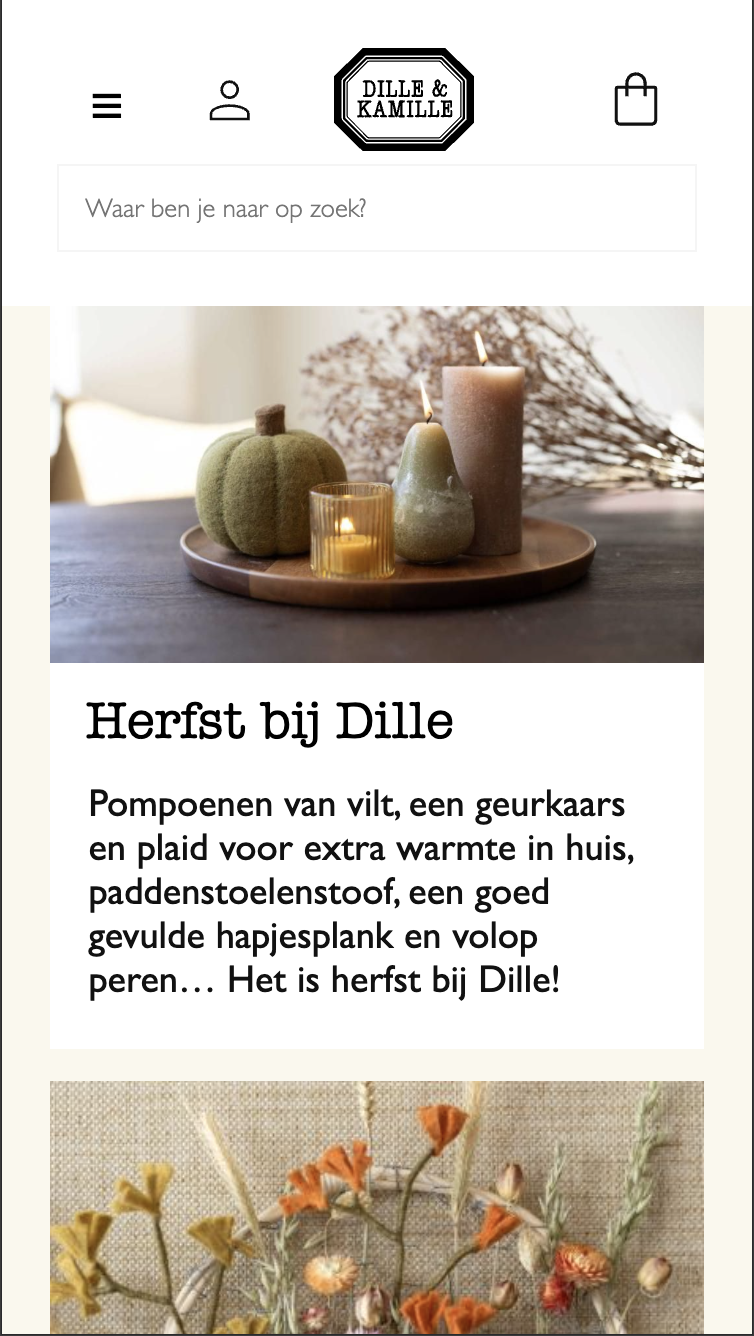 DILLE &
KAMILLE
Waar ben je naar op zoek?
Herfst bij Dille
Pompoenen van vilt, een geurkaars
en plaid voor extra warmte in huis,
paddenstoelenstoof, een goed
gevulde hapjesplank en volop
peren… Het is herfst bij Dille!